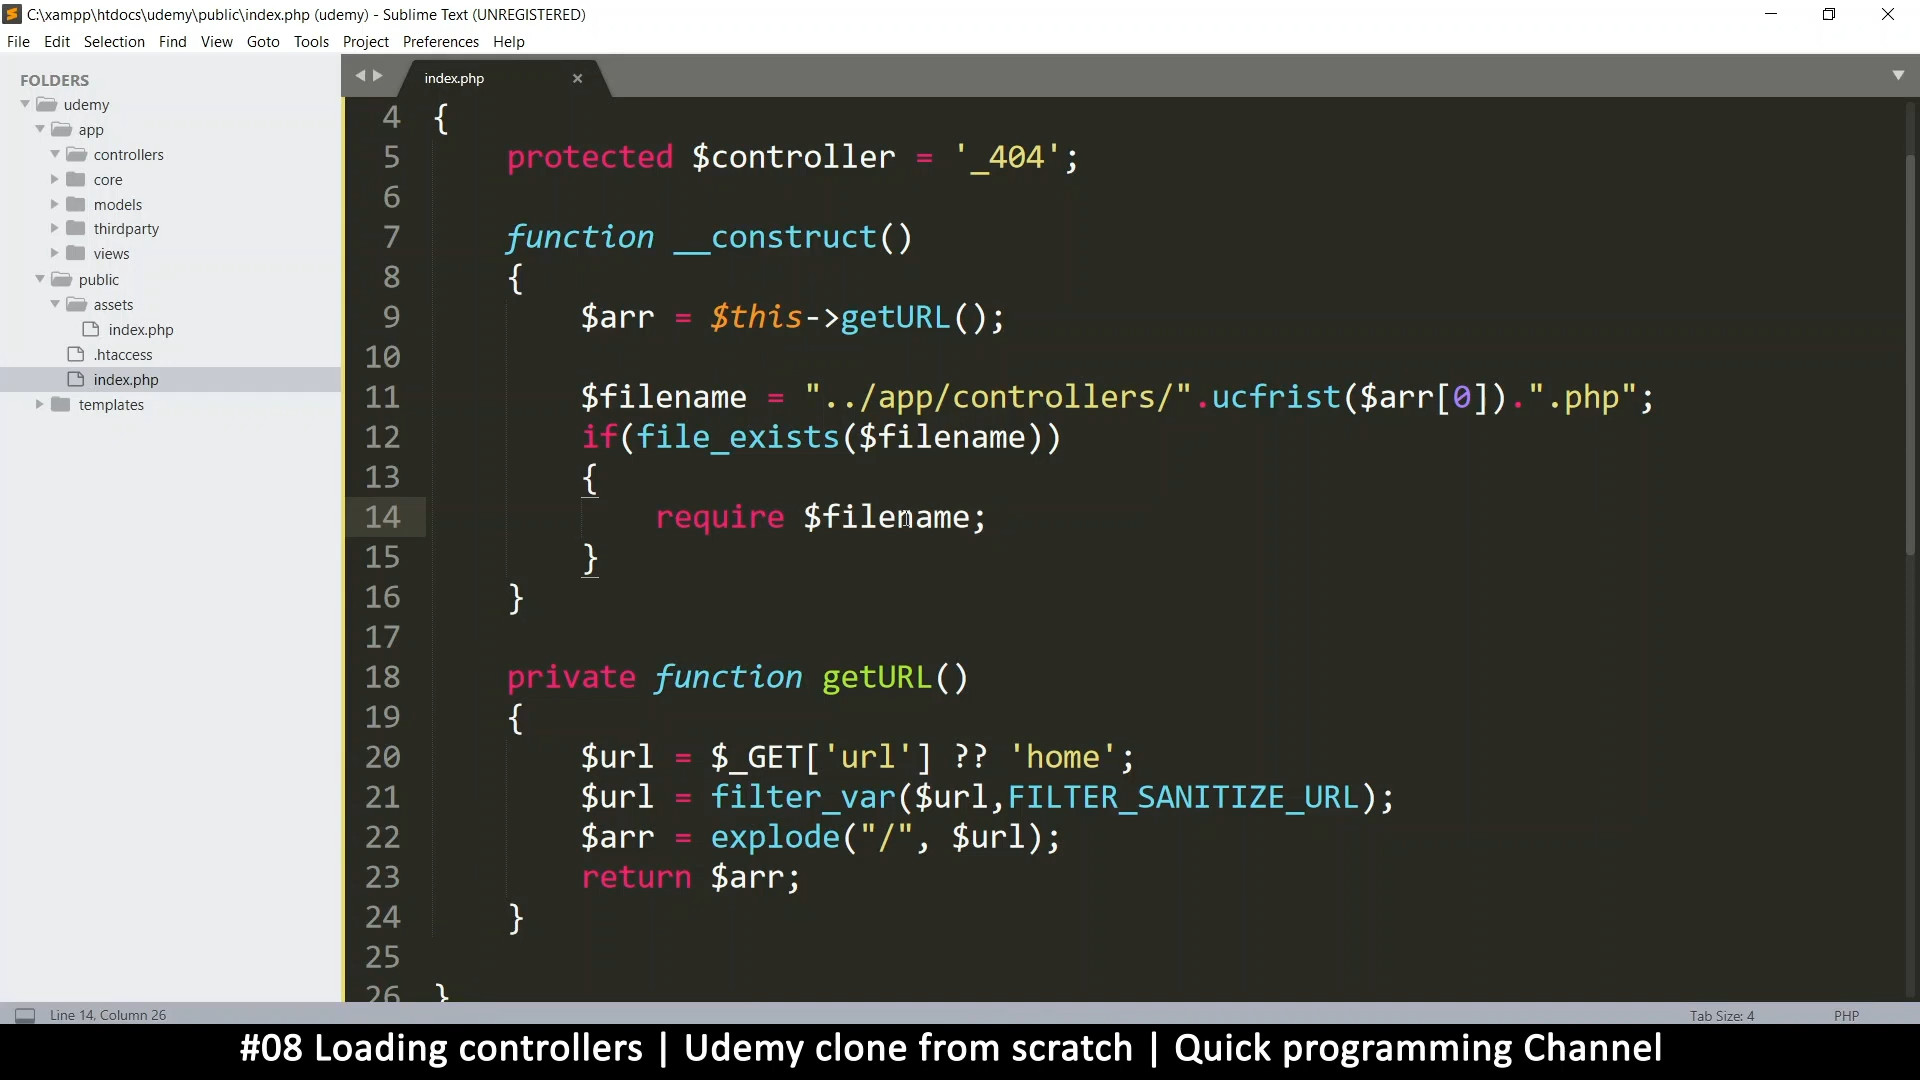 C:\xampp\htdocs\udemy\public\index.php (udemy) - Sublime Text (UNREGISTERED)
File Edit Selection Find View Goto Tools Project Preferences Help
FOLDERS
udemy
app
controllers
core
models
thirdparty
views
public
assets
index.php
.htaccess
index.php
templates
index.php
4 {
5 protected $controller = '_404';
6
7 function __construct()
8 {
9 $arr = $this->getURL();
10
11 $filename = "../app/controllers/".ucfrist($arr[0]).".php";
12 if(file_exists($filename))
13 {
14 require $filename;
15 }
16 }
17
18 private function getURL()
19 {
20 $url = $_GET['url'] ?? 'home';
21 $url = filter_var($url,FILTER_SANITIZE_URL);
22 $arr = explode("/", $url);
23 return $arr;
24 }
25
26 }
Line 14, Column 26 Tab Size: 4 PHP
#08 Loading controllers | Udemy clone from scratch | Quick programming Channel